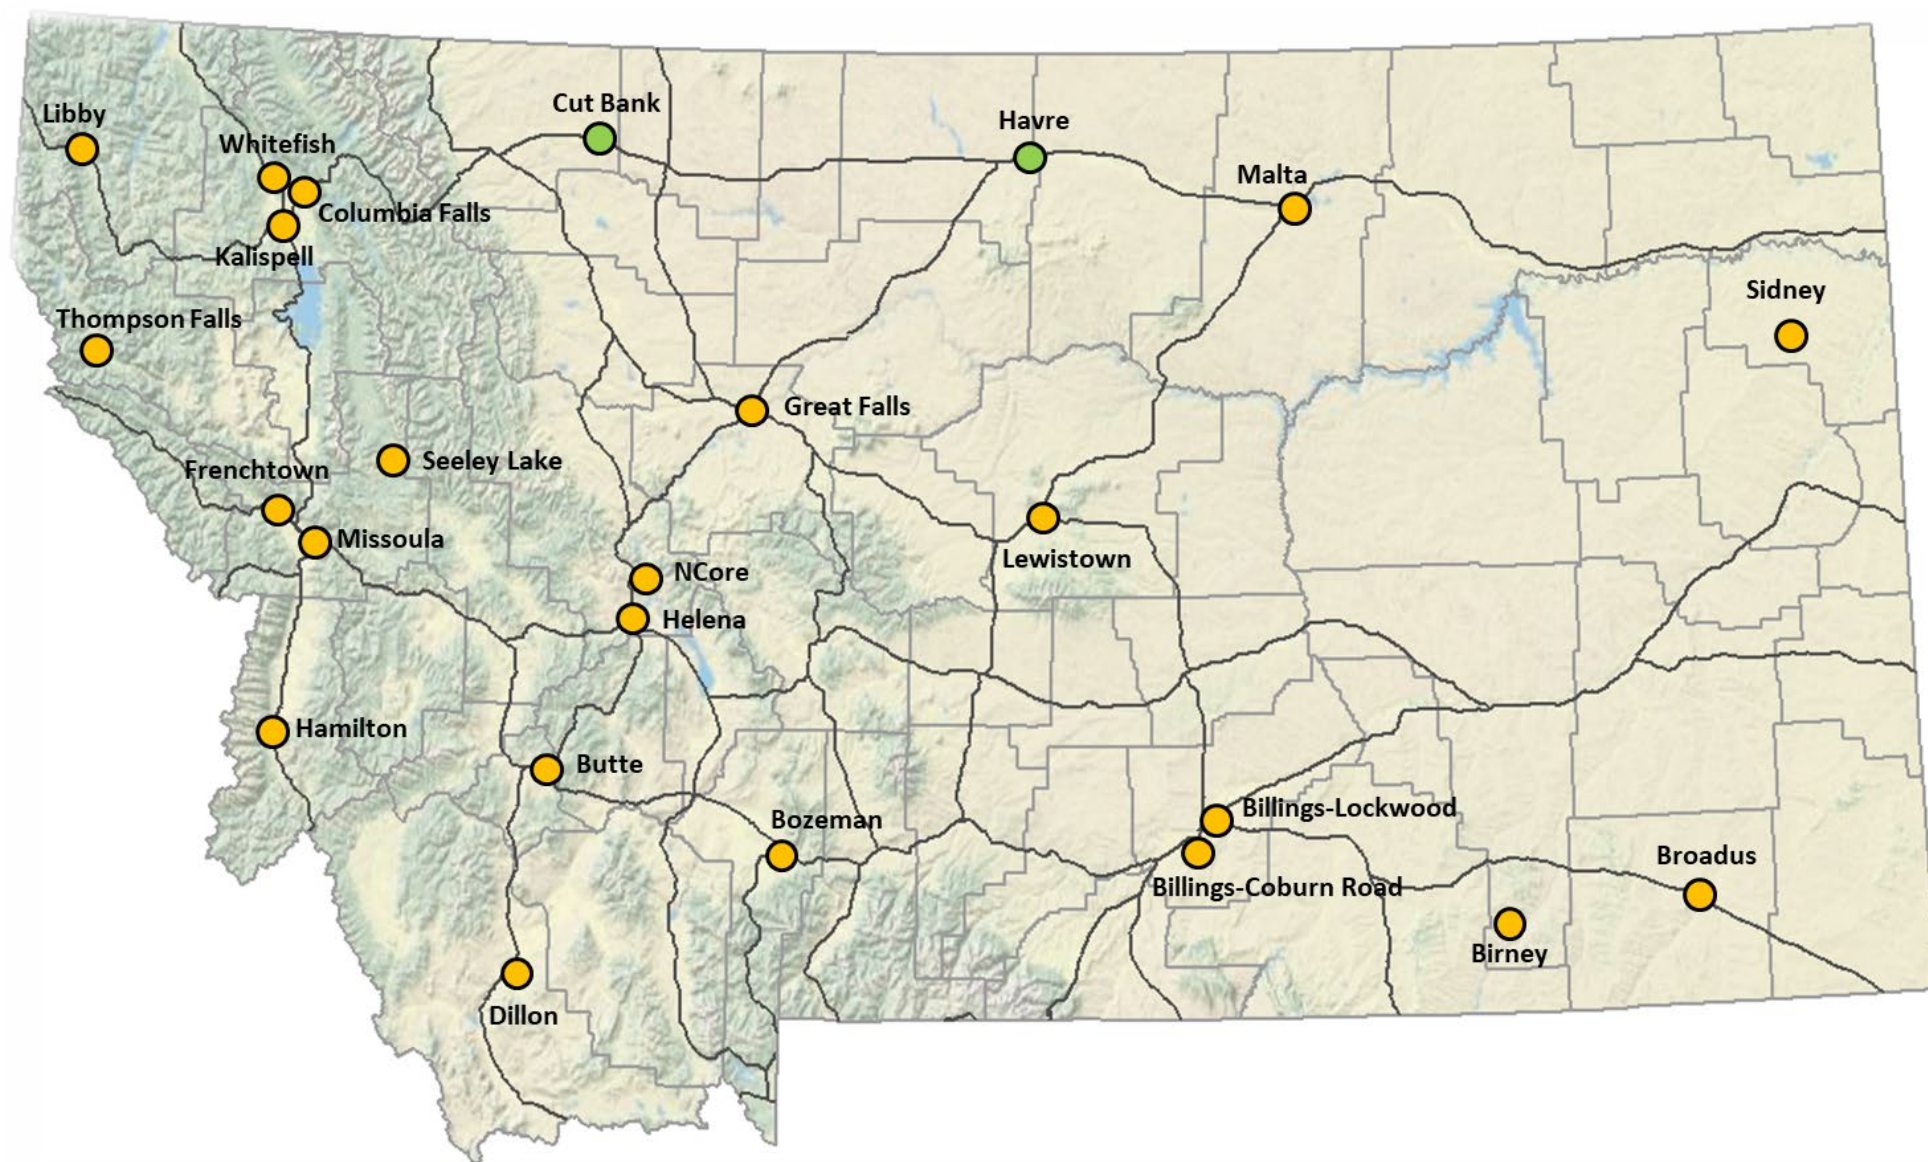 Cut Bank
Libby
Havre
Whitefish
Malta
Columbia Falls
Kalispell
Sidney
Thompson Falls
Great Falls
Seeley Lake
Frenchtown
Missoula
Lewistown
NCore
Helena
Hamilton
Butte
Billings-Lockwood
Bozeman
Broadus
Billings-Coburn Road
Birney
Dillon